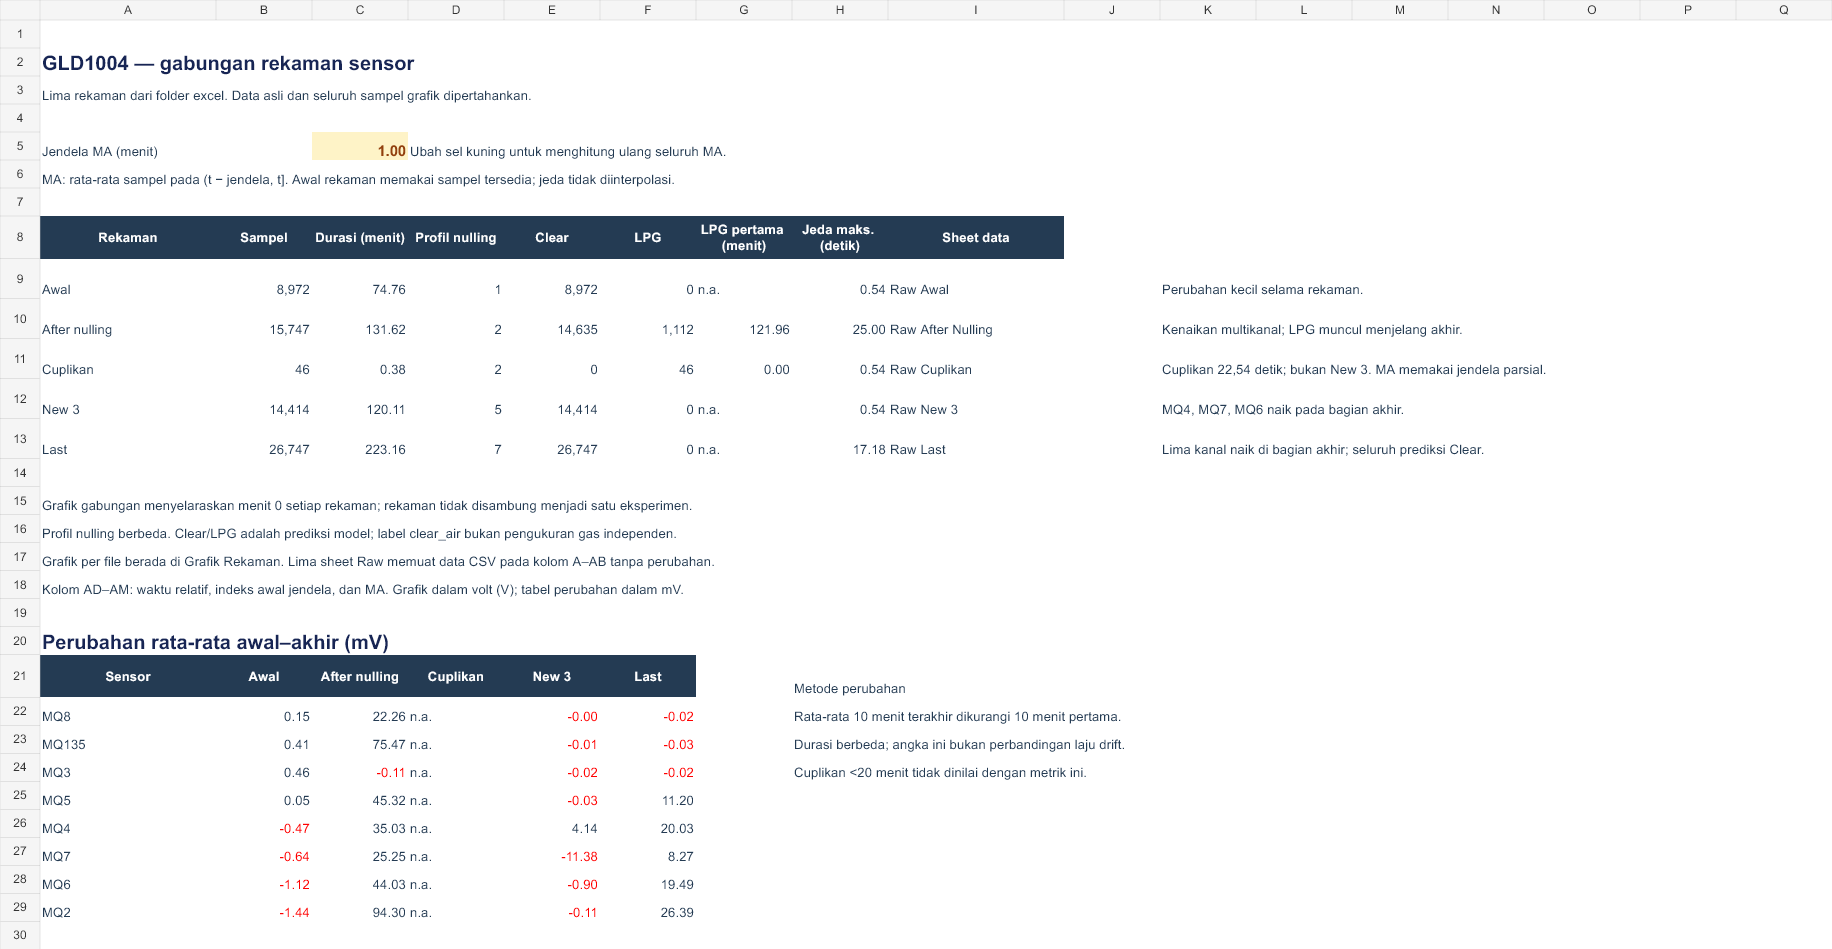 A B C D E F G H I J K L M N O P Q
1
2 GLD1004 — gabungan rekaman sensor
3 Lima rekaman dari folder excel. Data asli dan seluruh sampel grafik dipertahankan.
4
5 Jendela MA (menit) 1.00 Ubah sel kuning untuk menghitung ulang seluruh MA.
6 MA: rata-rata sampel pada (t − jendela, t]. Awal rekaman memakai sampel tersedia; jeda tidak diinterpolasi.
7
8 Rekaman Sampel Durasi (menit) Profil nulling Clear LPG LPG pertama (menit) Jeda maks. (detik) Sheet data
9 Awal 8,972 74.76 1 8,972 0 n.a. 0.54 Raw Awal Perubahan kecil selama rekaman.
10 After nulling 15,747 131.62 2 14,635 1,112 121.96 25.00 Raw After Nulling Kenaikan multikanal; LPG muncul menjelang akhir.
11 Cuplikan 46 0.38 2 0 46 0.00 0.54 Raw Cuplikan Cuplikan 22,54 detik; bukan New 3. MA memakai jendela parsial.
12 New 3 14,414 120.11 5 14,414 0 n.a. 0.54 Raw New 3 MQ4, MQ7, MQ6 naik pada bagian akhir.
13 Last 26,747 223.16 7 26,747 0 n.a. 17.18 Raw Last Lima kanal naik di bagian akhir; seluruh prediksi Clear.
14
15 Grafik gabungan menyelaraskan menit 0 setiap rekaman; rekaman tidak disambung menjadi satu eksperimen.
16 Profil nulling berbeda. Clear/LPG adalah prediksi model; label clear_air bukan pengukuran gas independen.
17 Grafik per file berada di Grafik Rekaman. Lima sheet Raw memuat data CSV pada kolom A–AB tanpa perubahan.
18 Kolom AD–AM: waktu relatif, indeks awal jendela, dan MA. Grafik dalam volt (V); tabel perubahan dalam mV.
19
20 Perubahan rata-rata awal–akhir (mV)
21 Sensor Awal After nulling Cuplikan New 3 Last Metode perubahan
22 MQ8 0.15 22.26 n.a. -0.00 -0.02 Rata-rata 10 menit terakhir dikurangi 10 menit pertama.
23 MQ135 0.41 75.47 n.a. -0.01 -0.03 Durasi berbeda; angka ini bukan perbandingan laju drift.
24 MQ3 0.46 -0.11 n.a. -0.02 -0.02 Cuplikan <20 menit tidak dinilai dengan metrik ini.
25 MQ5 0.05 45.32 n.a. -0.03 11.20
26 MQ4 -0.47 35.03 n.a. 4.14 20.03
27 MQ7 -0.64 25.25 n.a. -11.38 8.27
28 MQ6 -1.12 44.03 n.a. -0.90 19.49
29 MQ2 -1.44 94.30 n.a. -0.11 26.39
30